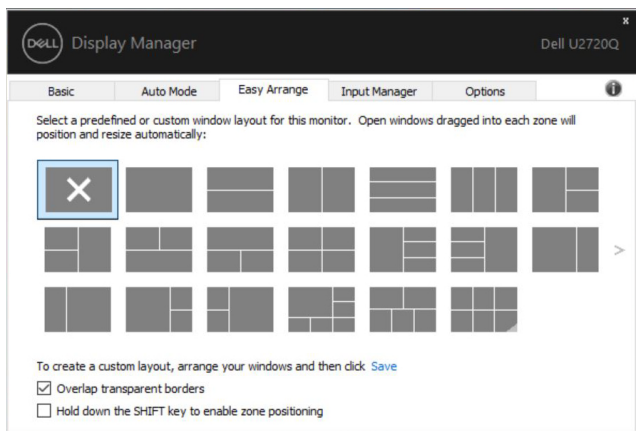 x
DELL Display Manager
Dell U2720Q
Basic Auto Mode Easy Arrange Input Manager Options
Select a predefined or custom window layout for this monitor. Open windows dragged into each zone will
position and resize automatically:
To create a custom layout, arrange your windows and then click Save
Overlap transparent borders
Hold down the SHIFT key to enable zone positioning